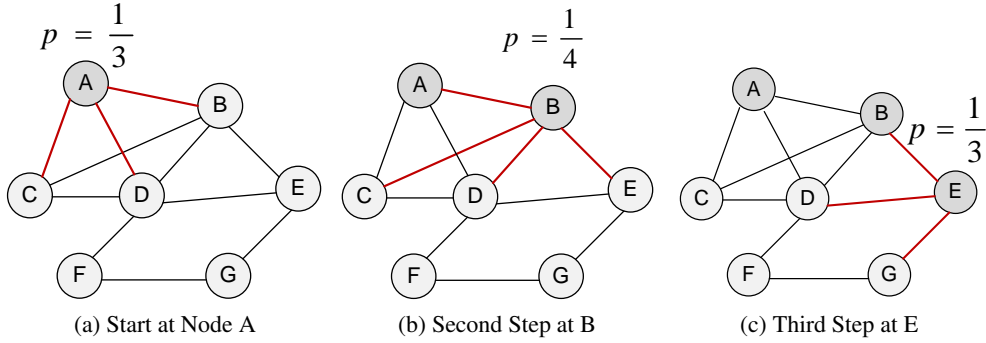 p = 1/3
A
B
C
D
E
F
G
(a) Start at Node A
p = 1/4
A
B
C
D
E
F
G
(b) Second Step at B
A
B
p = 1/3
C
D
E
F
G
(c) Third Step at E